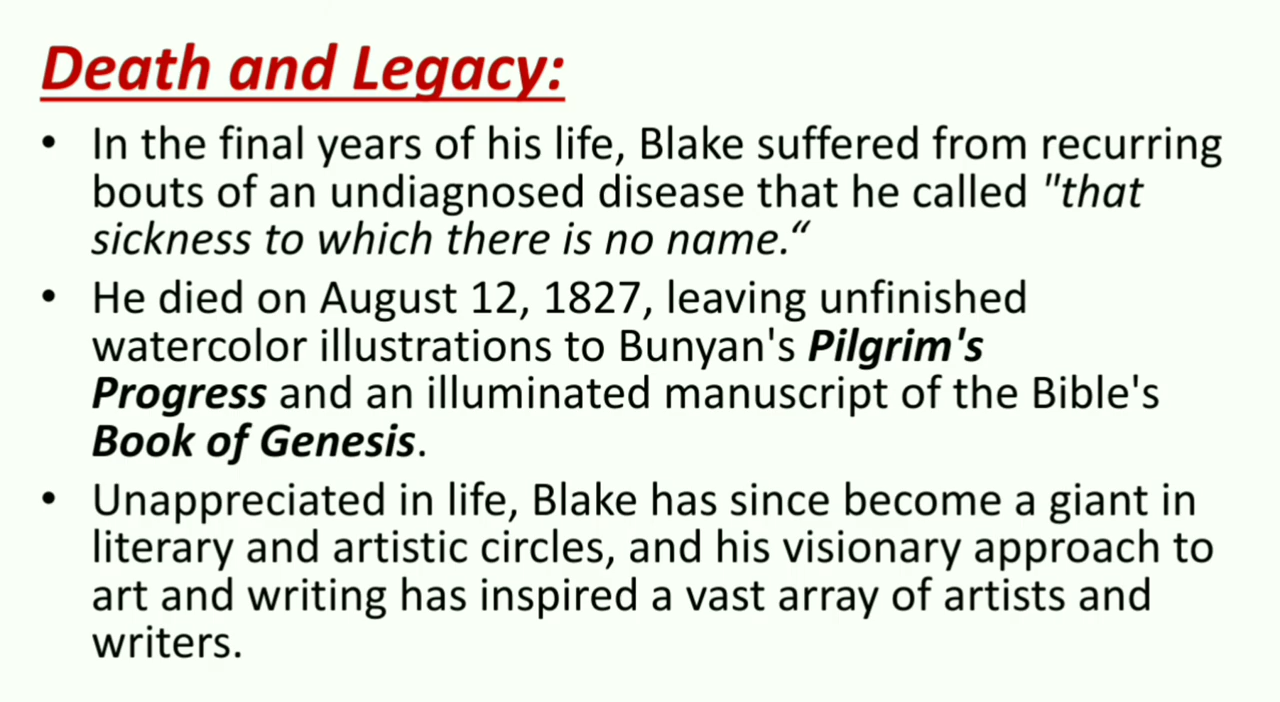 Death and Legacy:
• In the final years of his life, Blake suffered from recurring
bouts of an undiagnosed disease that he called "that
sickness to which there is no name.“
• He died on August 12, 1827, leaving unfinished
watercolor illustrations to Bunyan's Pilgrim's
Progress and an illuminated manuscript of the Bible's
Book of Genesis.
• Unappreciated in life, Blake has since become a giant in
literary and artistic circles, and his visionary approach to
art and writing has inspired a vast array of artists and
writers.